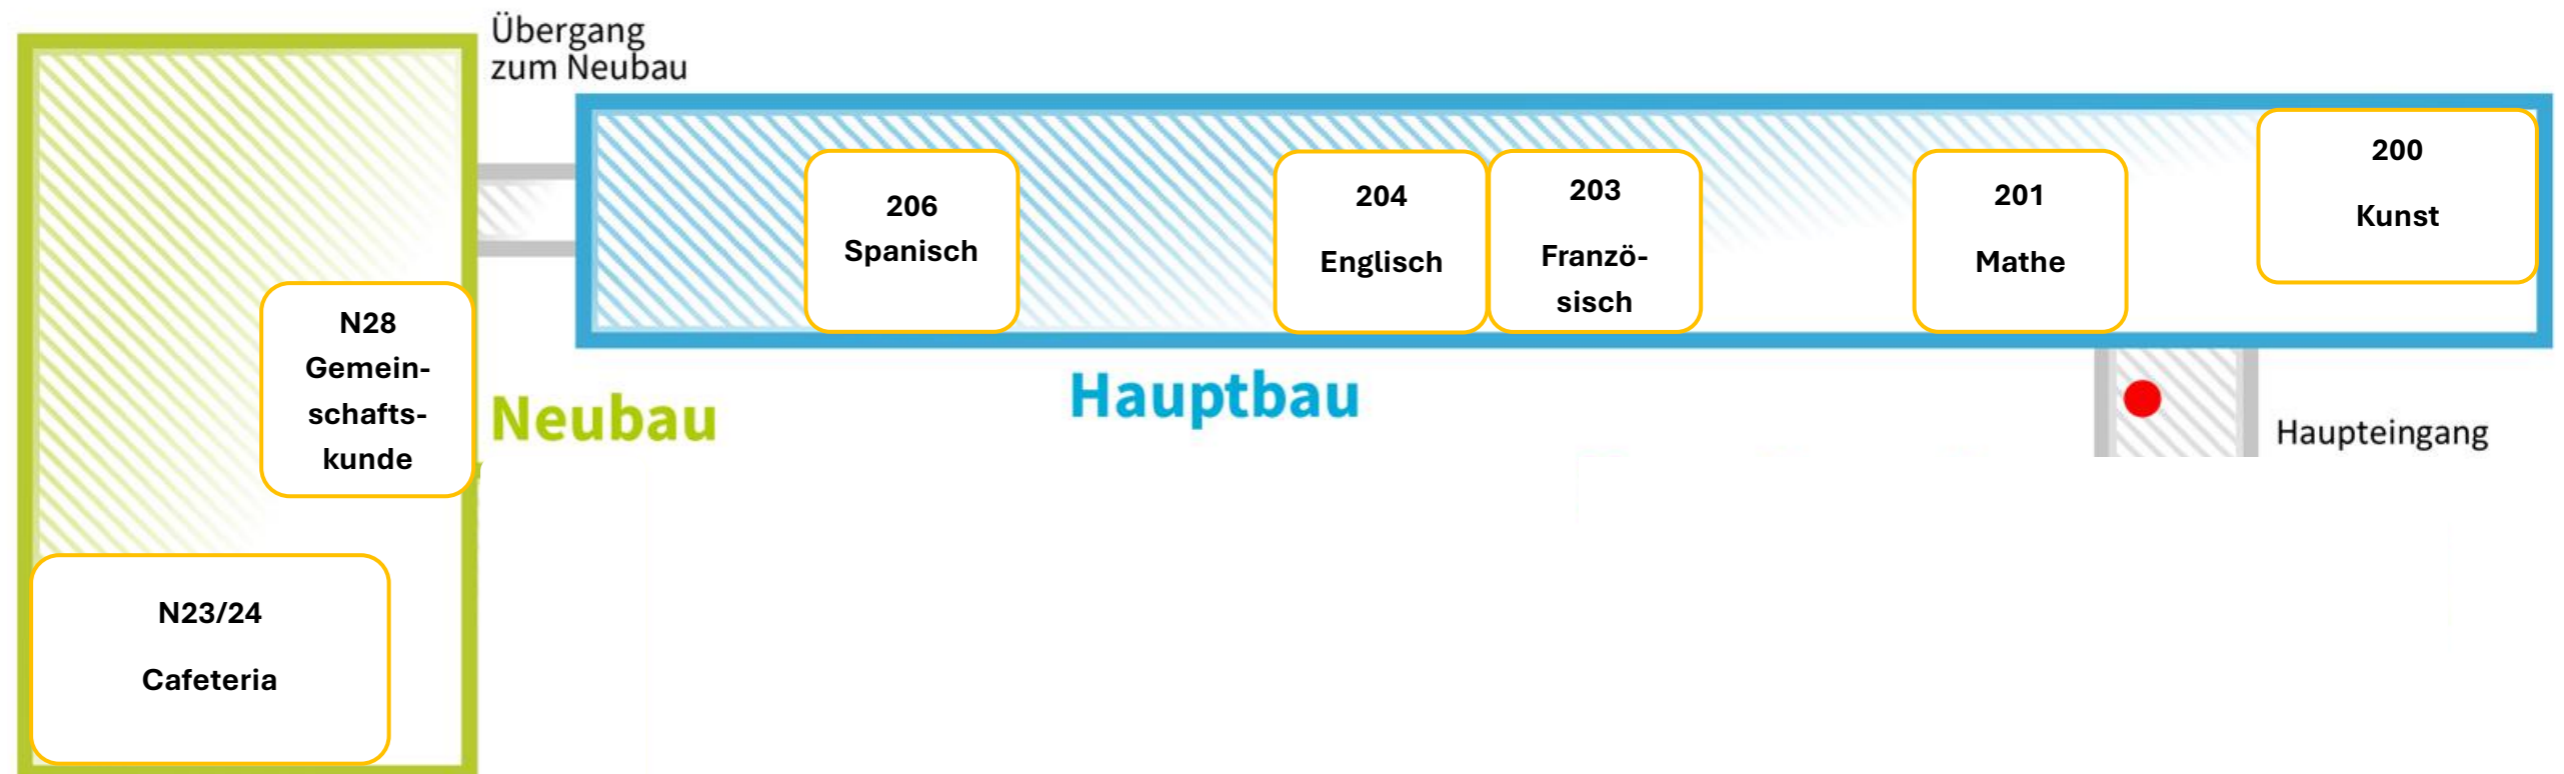 Übergang
zum Neubau
206
Spanisch
204
Englisch
203
Franzö-
sisch
201
Mathe
200
Kunst
N28
Gemein-
schafts-
kunde
Neubau
Hauptbau
Haupteingang
N23/24
Cafeteria